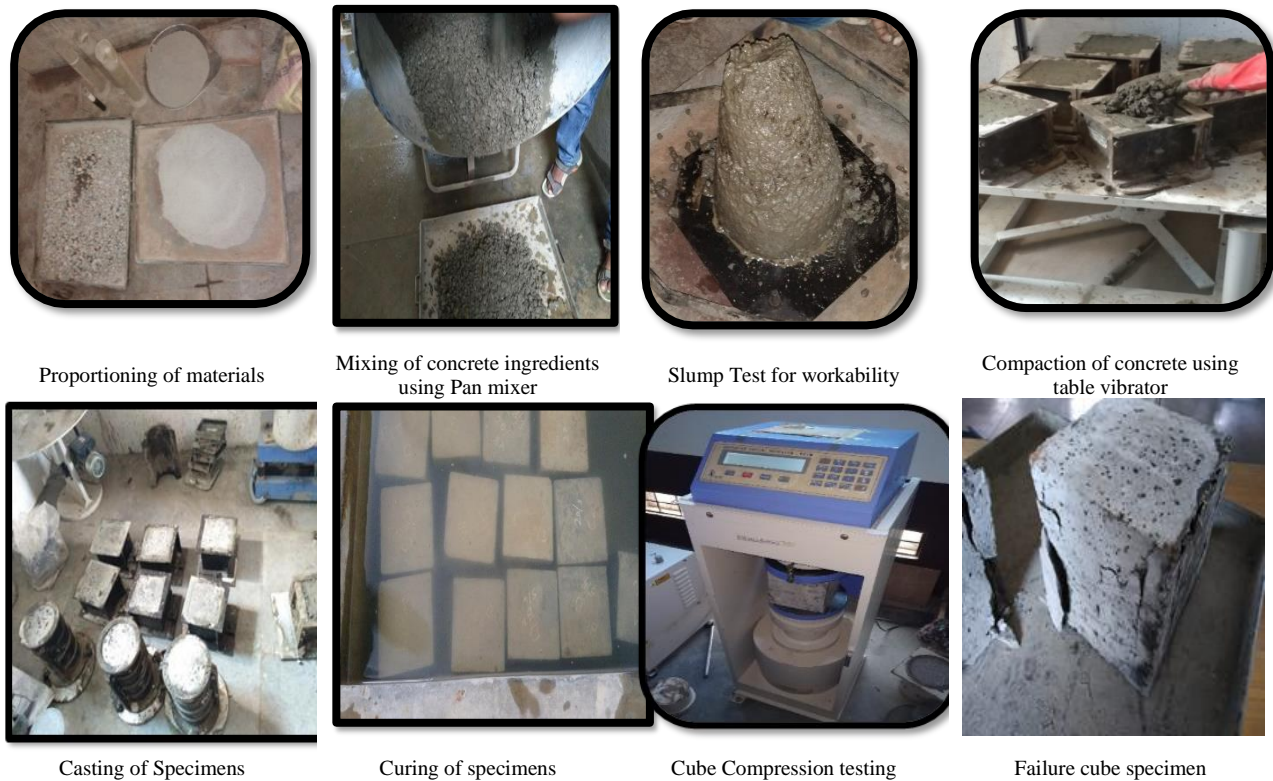 Proportioning of materials
Mixing of concrete ingredients
using Pan mixer
Slump Test for workability
Compaction of concrete using
table vibrator
Casting of Specimens
Curing of specimens
Cube Compression testing
Failure cube specimen